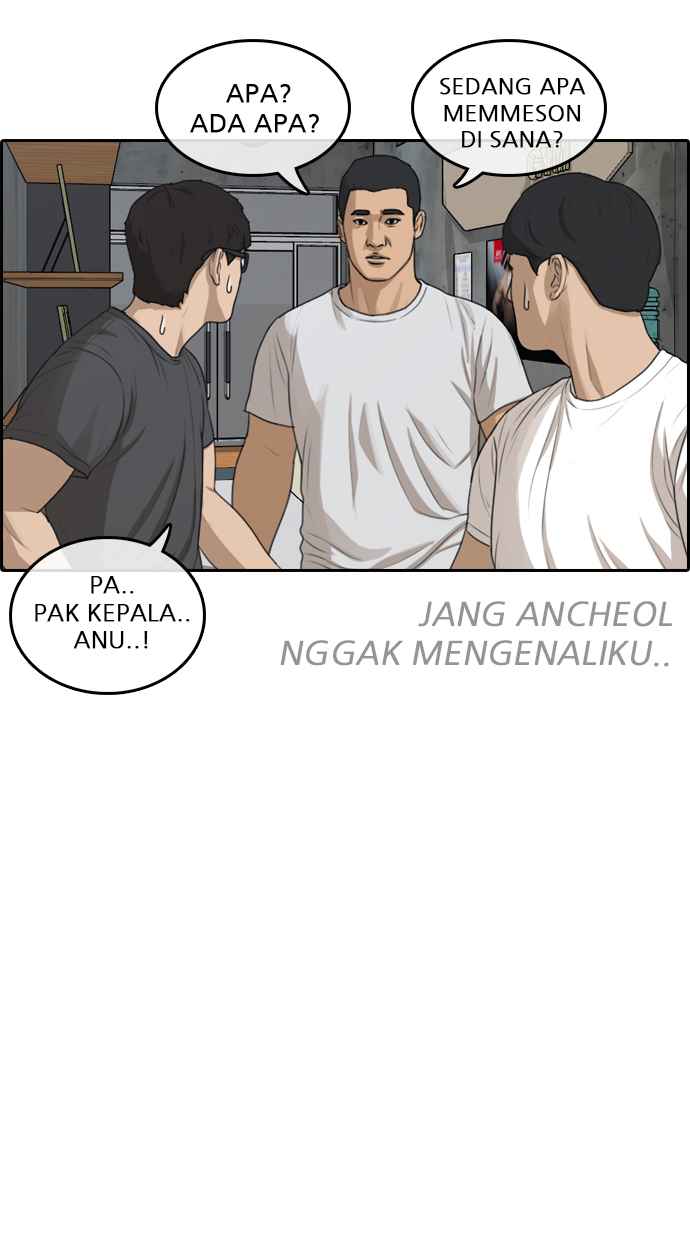 APA?
ADA APA?
SEDANG APA
MEMMESON
DI SANA?
PA..
PAK KEPALA..
ANU..!
JANG ANCHEOL
NGGAK MENGENALIKU..